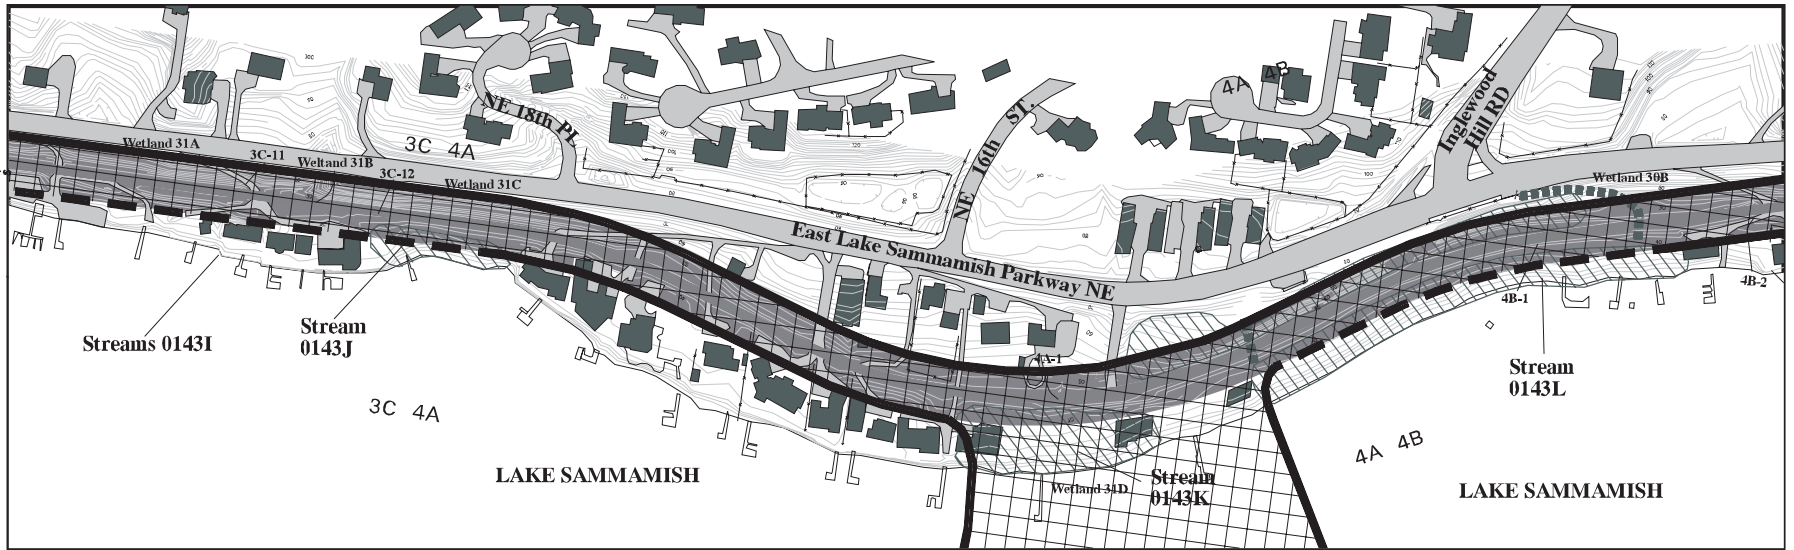 4A 4B
NE 18th PL
NE 16th ST.
Inglewood
Hill RD
Wetland 31A
3C-11
Weltand 31B
3C 4A
3C-12
Wetland 31C
Wetland 30B
East Lake Sammamish Parkway NE
4B-2
4B-1
Streams 0143I
Stream
0143J
4A-1
Stream
0143L
3C 4A
4A 4B
LAKE SAMMAMISH
Wetland 31D
Stream
0143K
LAKE SAMMAMISH